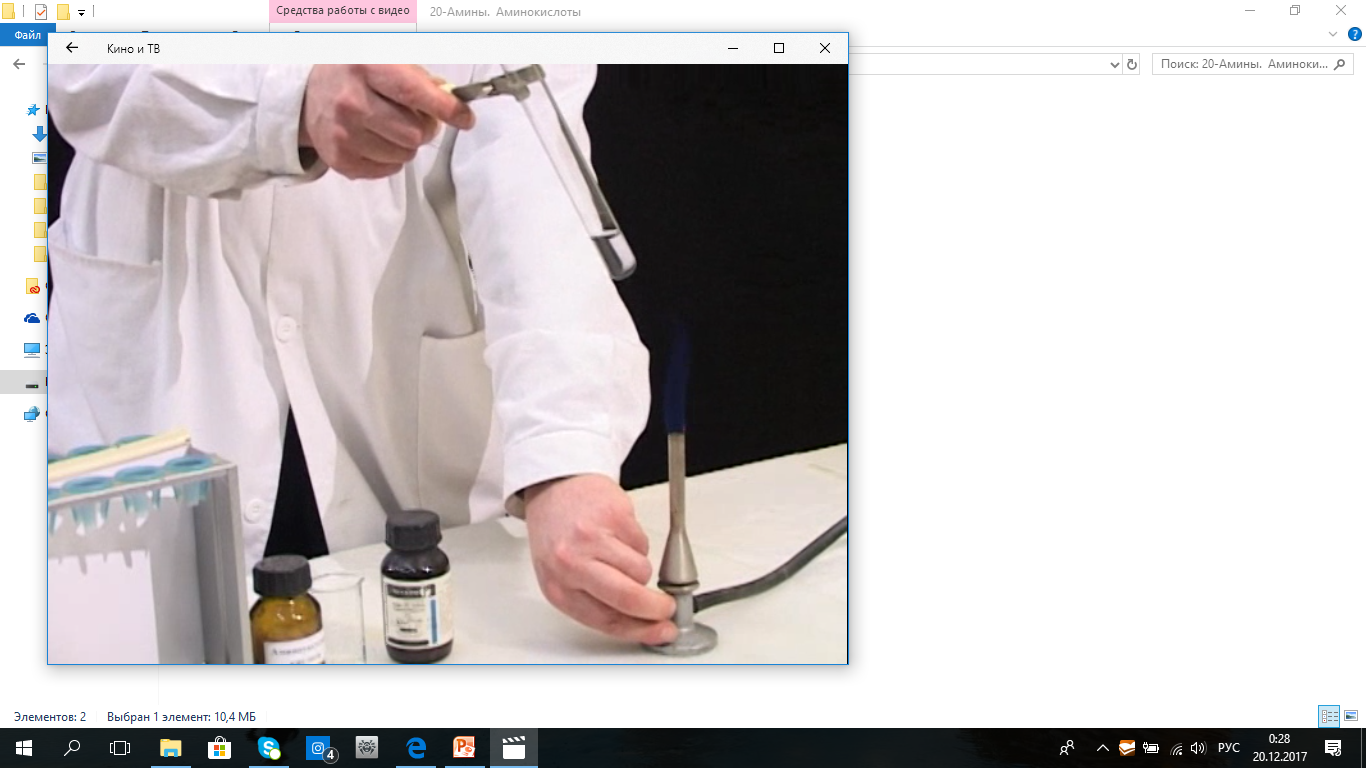 Средства работы с видео
20-Амины. Аминокислоты
Файл
Кино и ТВ
Поиск: 20-Амины. Аминоки...
Элементов: 2
Выбран 1 элемент: 10,4 МБ
4
РУС
0:28
20.12.2017